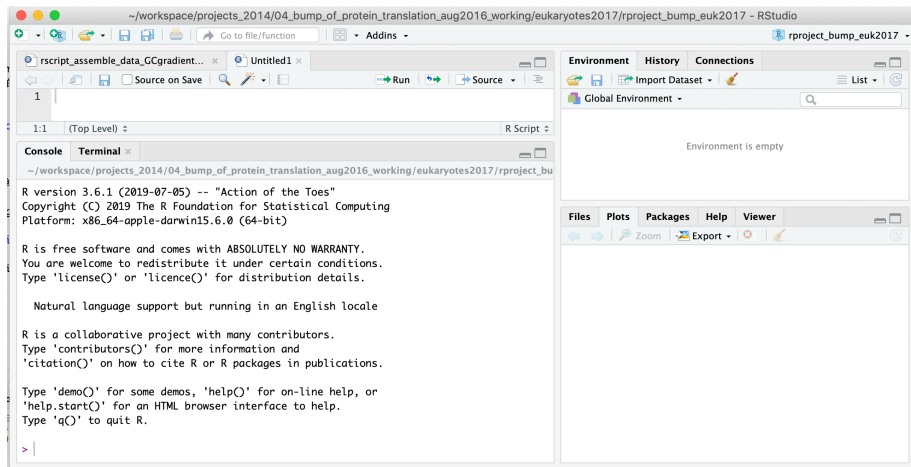 ~/workspace/projects_2014/04_bump_of_protein_translation_aug2016_working/eukaryotes2017/rproject_bump_euk2017 - RStudio
Go to file/function Addins rproject_bump_euk2017
rscript_assemble_data_GCgradient... Untitled1
Source on Save Run Source
1
1:1 (Top Level) R Script
Console Terminal
~/workspace/projects_2014/04_bump_of_protein_translation_aug2016_working/eukaryotes2017/rproject_bu
R version 3.6.1 (2019-07-05) -- "Action of the Toes"
Copyright (C) 2019 The R Foundation for Statistical Computing
Platform: x86_64-apple-darwin15.6.0 (64-bit)
R is free software and comes with ABSOLUTELY NO WARRANTY.
You are welcome to redistribute it under certain conditions.
Type 'license()' or 'licence()' for distribution details.
Natural language support but running in an English locale
R is a collaborative project with many contributors.
Type 'contributors()' for more information and
'citation()' on how to cite R or R packages in publications.
Type 'demo()' for some demos, 'help()' for on-line help, or
'help.start()' for an HTML browser interface to help.
Type 'q()' to quit R.
>
Environment History Connections
Import Dataset List
Global Environment
Environment is empty
Files Plots Packages Help Viewer
Zoom Export